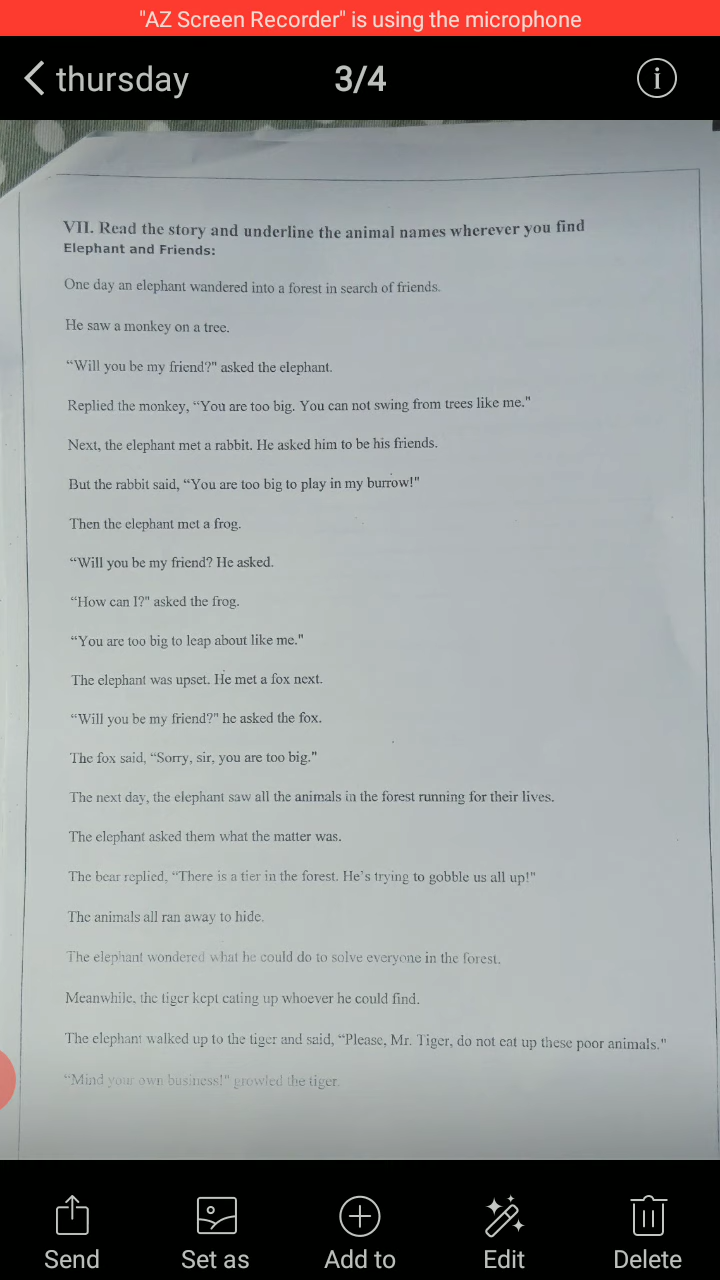 "AZ Screen Recorder" is using the microphone
thursday 3/4
VII. Read the story and underline the animal names wherever you find
Elephant and Friends:
One day an elephant wandered into a forest in search of friends.
He saw a monkey on a tree.
“Will you be my friend?" asked the elephant.
Replied the monkey, “You are too big. You can not swing from trees like me."
Next, the elephant met a rabbit. He asked him to be his friends.
But the rabbit said, “You are too big to play in my burrow!"
Then the elephant met a frog.
“Will you be my friend? He asked.
“How can I?" asked the frog.
“You are too big to leap about like me."
The elephant was upset. He met a fox next.
“Will you be my friend?" he asked the fox.
The fox said, “Sorry, sir, you are too big."
The next day, the elephant saw all the animals in the forest running for their lives.
The elephant asked them what the matter was.
The bear replied, “There is a tier in the forest. He’s trying to gobble us all up!"
The animals all ran away to hide.
The elephant wondered what he could do to solve everyone in the forest.
Meanwhile, the tiger kept eating up whoever he could find.
The elephant walked up to the tiger and said, “Please, Mr. Tiger, do not eat up these poor animals."
“Mind your own business!" growled the tiger.
Send Set as Add to Edit Delete